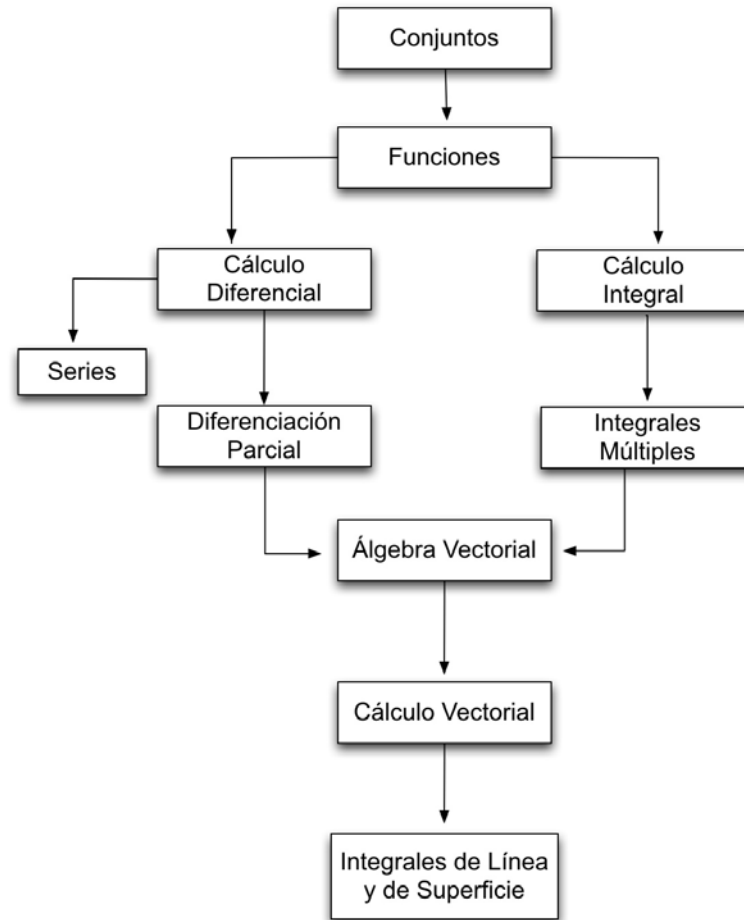 Conjuntos
Funciones
Cálculo
Diferencial
Cálculo
Integral
Series
Diferenciación
Parcial
Integrales
Múltiples
Álgebra Vectorial
Cálculo Vectorial
Integrales de Línea
y de Superficie